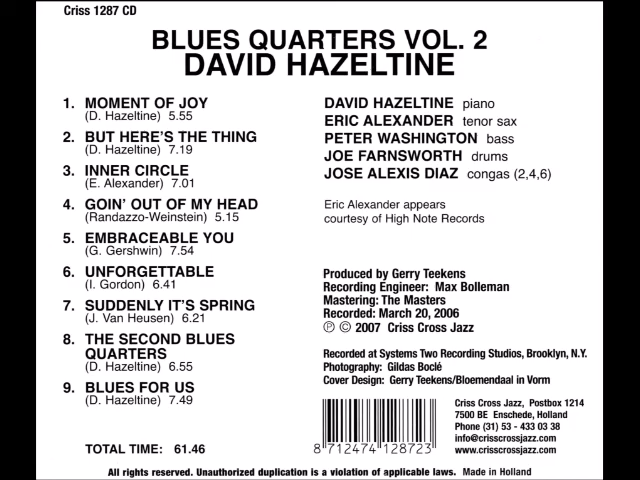 Criss 1287 CD
BLUES QUARTERS VOL. 2
DAVID HAZELTINE
1. MOMENT OF JOY
(D. Hazeltine) 5.55
2. BUT HERE'S THE THING
(D. Hazeltine) 7.19
3. INNER CIRCLE
(E. Alexander) 7.01
4. GOIN' OUT OF MY HEAD
(Randazzo-Weinstein) 5.15
5. EMBRACEABLE YOU
(G. Gershwin) 7.54
6. UNFORGETTABLE
(I. Gordon) 6.41
7. SUDDENLY IT'S SPRING
(J. Van Heusen) 6.21
8. THE SECOND BLUES
QUARTERS
(D. Hazeltine) 6.55
9. BLUES FOR US
(D. Hazeltine) 7.49
TOTAL TIME: 61.46
DAVID HAZELTINE piano
ERIC ALEXANDER tenor sax
PETER WASHINGTON bass
JOE FARNSWORTH drums
JOSE ALEXIS DIAZ congas (2,4,6)
Eric Alexander appears
courtesy of High Note Records
Produced by Gerry Teekens
Recording Engineer: Max Bolleman
Mastering: The Masters
Recorded: March 20, 2006
℗ © 2007 Criss Cross Jazz
Recorded at Systems Two Recording Studios, Brooklyn, N.Y.
Photography: Gildas Boclé
Cover Design: Gerry Teekens/Bloemendaal in Vorm
8 712474 128723
Criss Cross Jazz, Postbox 1214
7500 BE Enschede, Holland
Phone (31) 53 - 433 03 38
info@crisscrossjazz.com
www.crisscrossjazz.com
All rights reserved. Unauthorized duplication is a violation of applicable laws. Made in Holland